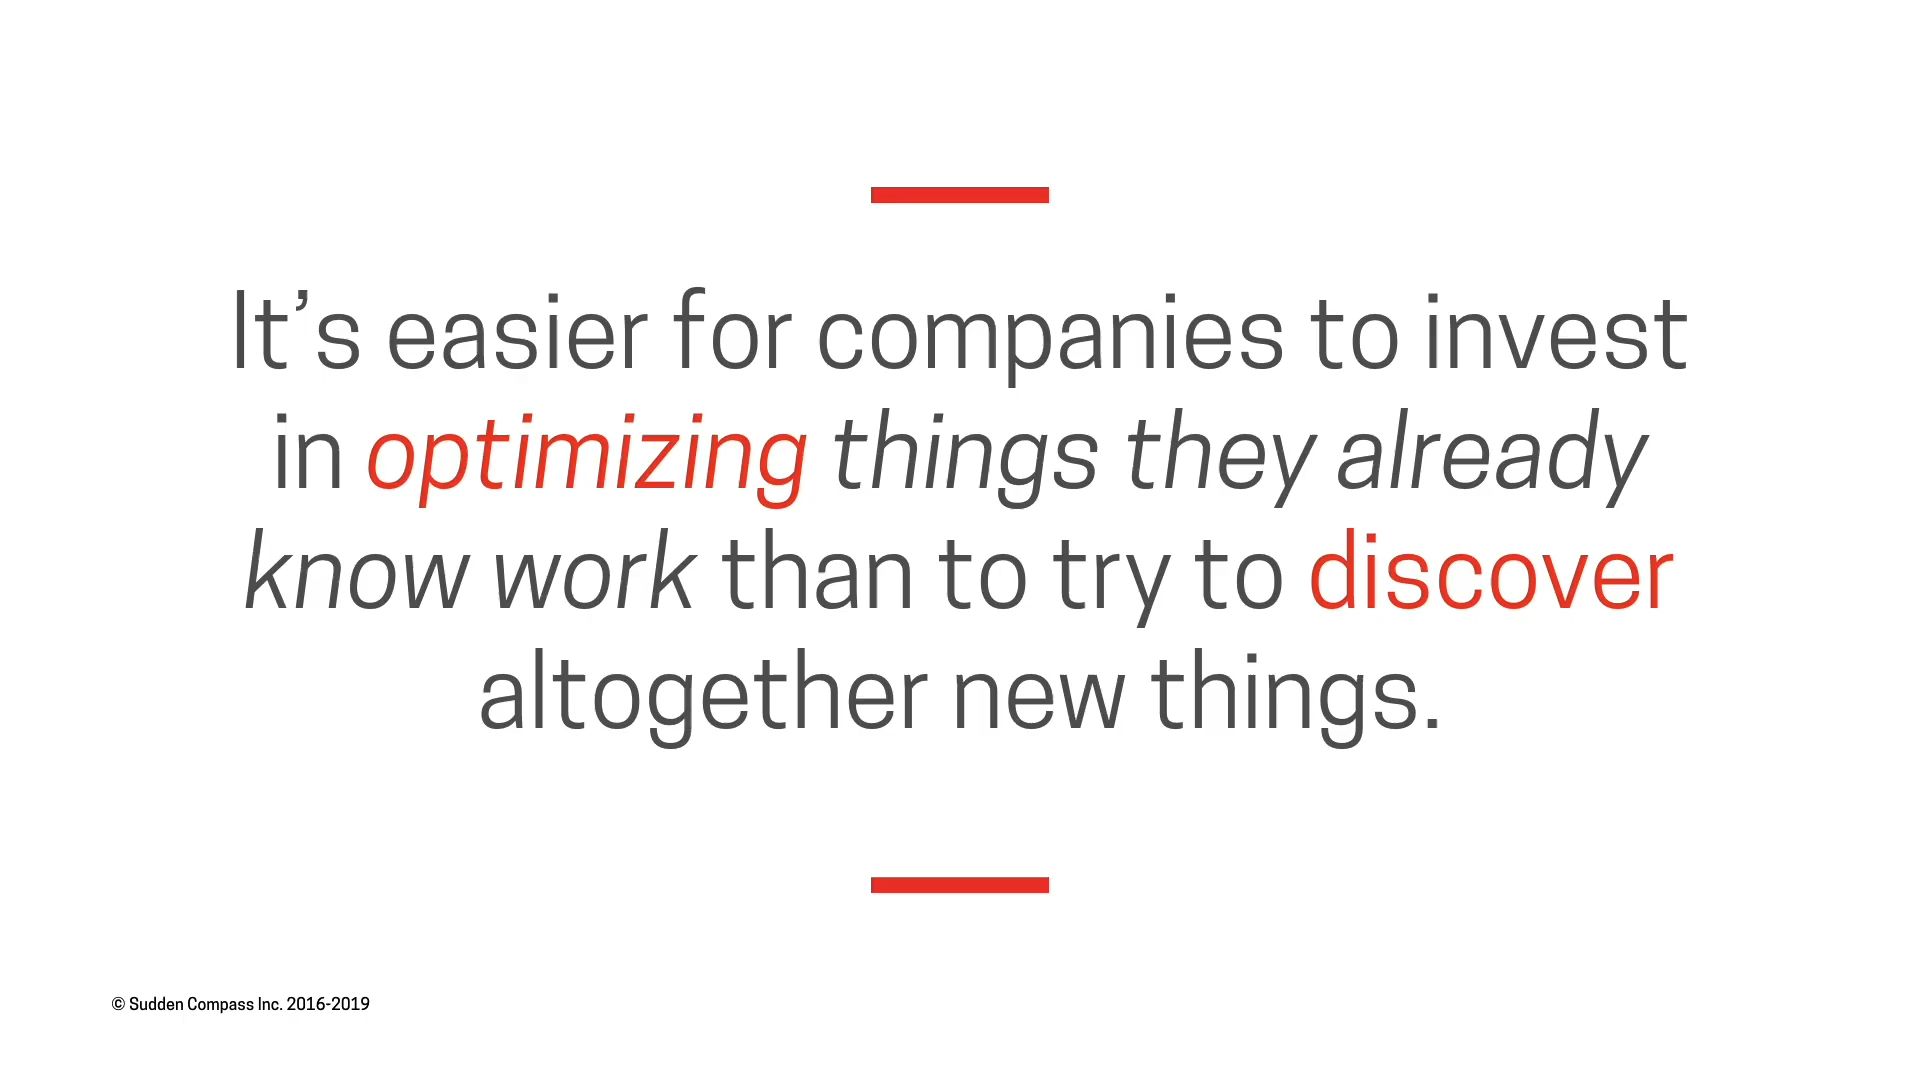 It’s easier for companies to invest
in optimizing things they already
know work than to try to discover
altogether new things.
© Sudden Compass Inc. 2016-2019